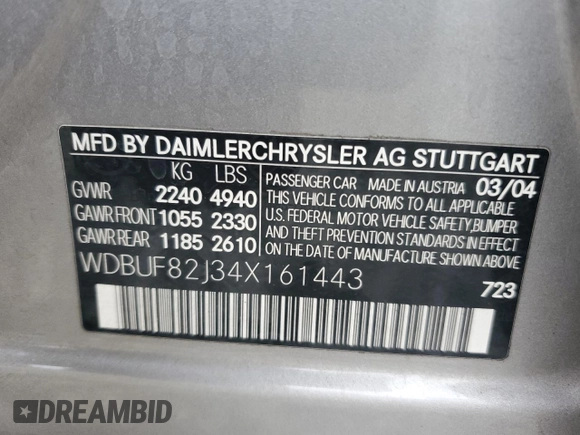 MFD BY DAIMLERCHRYSLER AG STUTTGART
KG LBS
GVWR 2240 4940
GAWR FRONT 1055 2330
GAWR REAR 1185 2610
PASSENGER CAR MADE IN AUSTRIA 03/04
THIS VEHICLE CONFORMS TO ALL APPLICABLE
U.S. FEDERAL MOTOR VEHICLE SAFETY,BUMPER
AND THEFT PREVENTION STANDARDS IN EFFECT
ON THE DATE OF MANUFACTURE SHOWN ABOVE.
WDBUF82J34X161443
723
DREAMBID